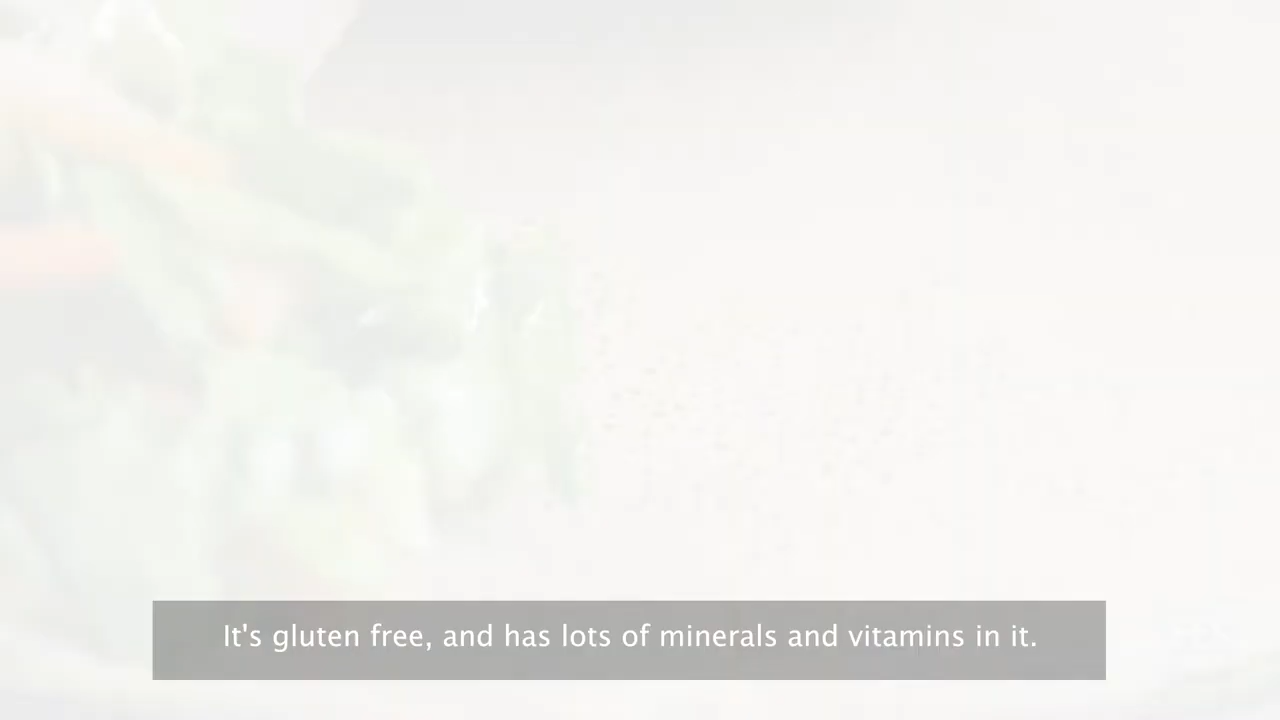 It's gluten free, and has lots of minerals and vitamins in it.